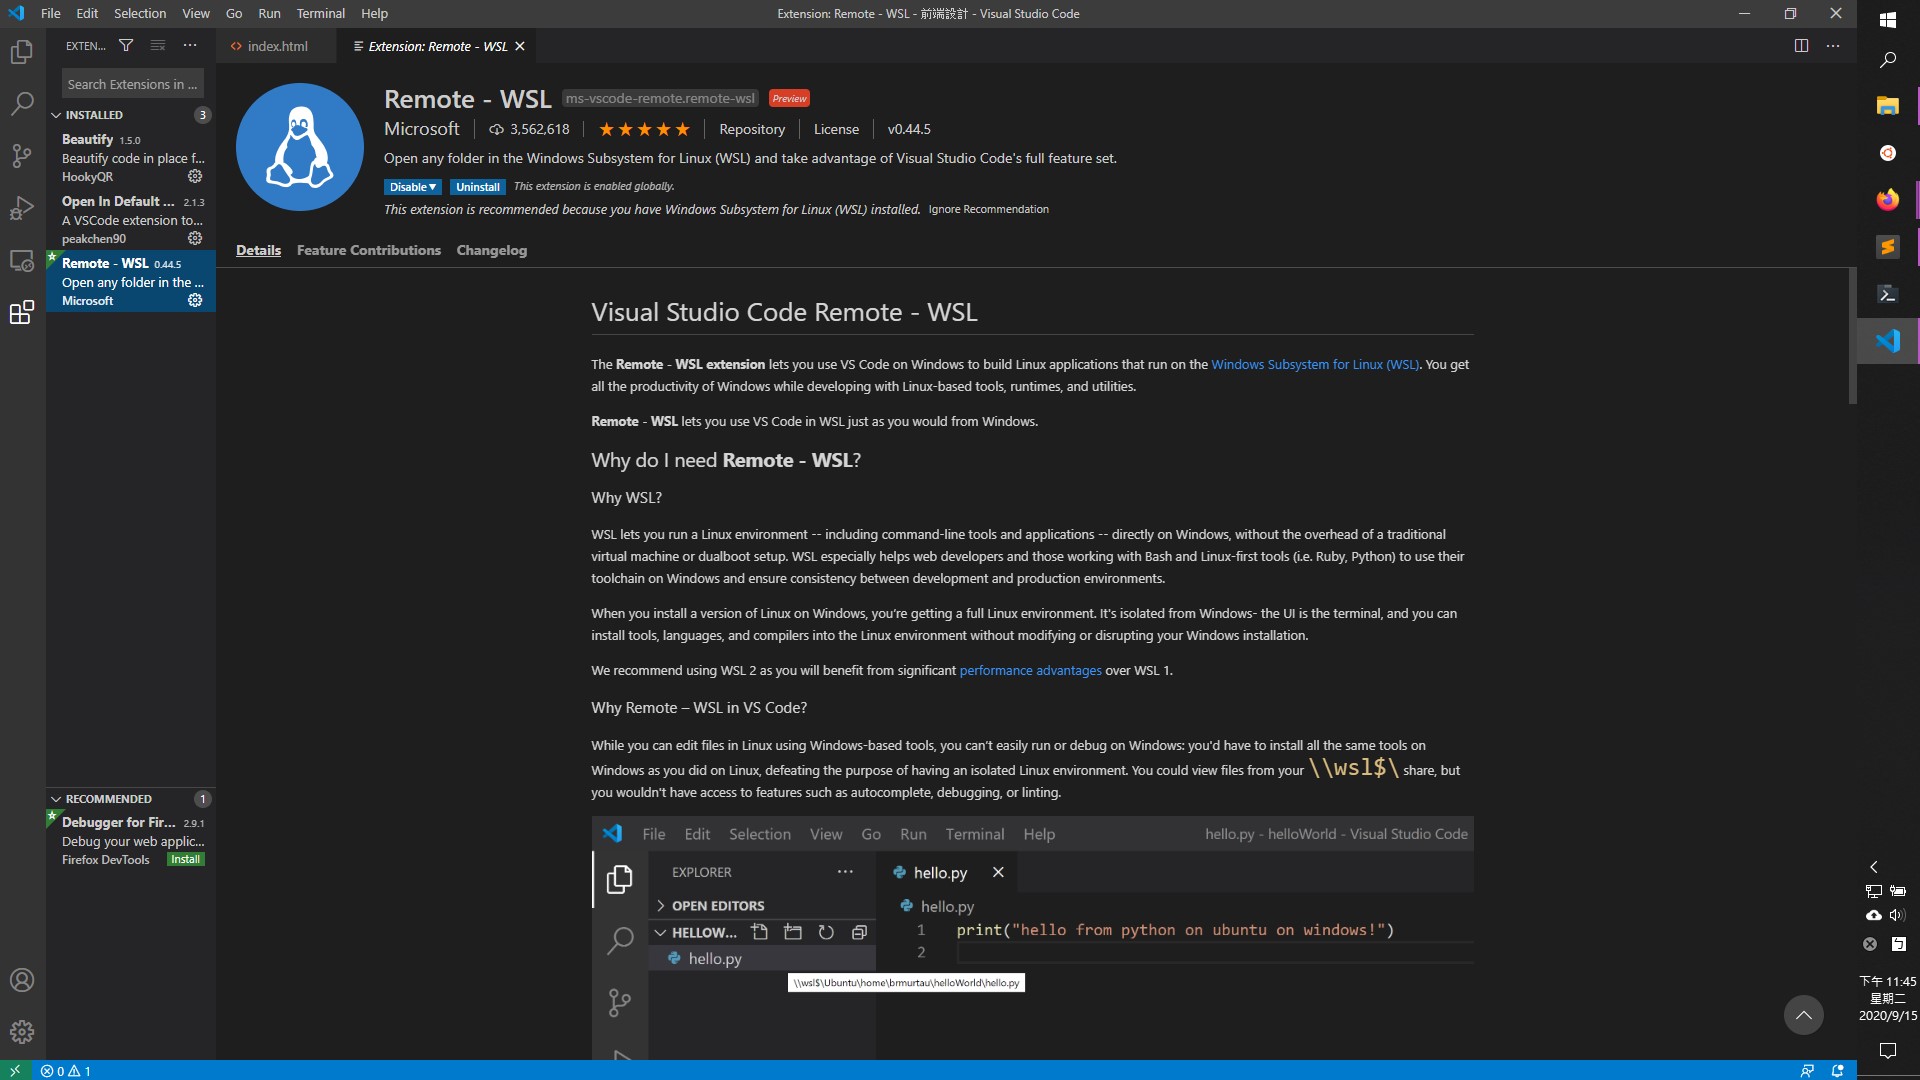 File Edit Selection View Go Run Terminal Help
Extension: Remote - WSL - 前端設計 - Visual Studio Code
EXTEN...
index.html
Extension: Remote - WSL
Search Extensions in ...
INSTALLED 3
Beautify 1.5.0
Beautify code in place f...
HookyQR
Open In Default ... 2.1.3
A VSCode extension to...
peakchen90
Remote - WSL 0.44.5
Open any folder in the ...
Microsoft
RECOMMENDED 1
Debugger for Fir... 2.9.1
Debug your web applic...
Firefox DevTools Install
Remote - WSL ms-vscode-remote.remote-wsl Preview
Microsoft 3,562,618 Repository License v0.44.5
Open any folder in the Windows Subsystem for Linux (WSL) and take advantage of Visual Studio Code's full feature set.
Disable Uninstall This extension is enabled globally.
This extension is recommended because you have Windows Subsystem for Linux (WSL) installed. Ignore Recommendation
Details Feature Contributions Changelog
Visual Studio Code Remote - WSL
The Remote - WSL extension lets you use VS Code on Windows to build Linux applications that run on the Windows Subsystem for Linux (WSL). You get
all the productivity of Windows while developing with Linux-based tools, runtimes, and utilities.
Remote - WSL lets you use VS Code in WSL just as you would from Windows.
Why do I need Remote - WSL?
Why WSL?
WSL lets you run a Linux environment -- including command-line tools and applications -- directly on Windows, without the overhead of a traditional
virtual machine or dualboot setup. WSL especially helps web developers and those working with Bash and Linux-first tools (i.e. Ruby, Python) to use their
toolchain on Windows and ensure consistency between development and production environments.
When you install a version of Linux on Windows, you’re getting a full Linux environment. It's isolated from Windows- the UI is the terminal, and you can
install tools, languages, and compilers into the Linux environment without modifying or disrupting your Windows installation.
We recommend using WSL 2 as you will benefit from significant performance advantages over WSL 1.
Why Remote – WSL in VS Code?
While you can edit files in Linux using Windows-based tools, you can’t easily run or debug on Windows: you'd have to install all the same tools on
Windows as you did on Linux, defeating the purpose of having an isolated Linux environment. You could view files from your \\wsl$\ share, but
you wouldn't have access to features such as autocomplete, debugging, or linting.
File Edit Selection View Go Run Terminal Help
hello.py - helloWorld - Visual Studio Code
EXPLORER
OPEN EDITORS
HELLOW...
hello.py
\\wsl$\Ubuntu\home\brmurtau\helloWorld\hello.py
hello.py
hello.py
1 print("hello from python on ubuntu on windows!")
2
0 1
ㄅ
下午 11:45
星期二
2020/9/15